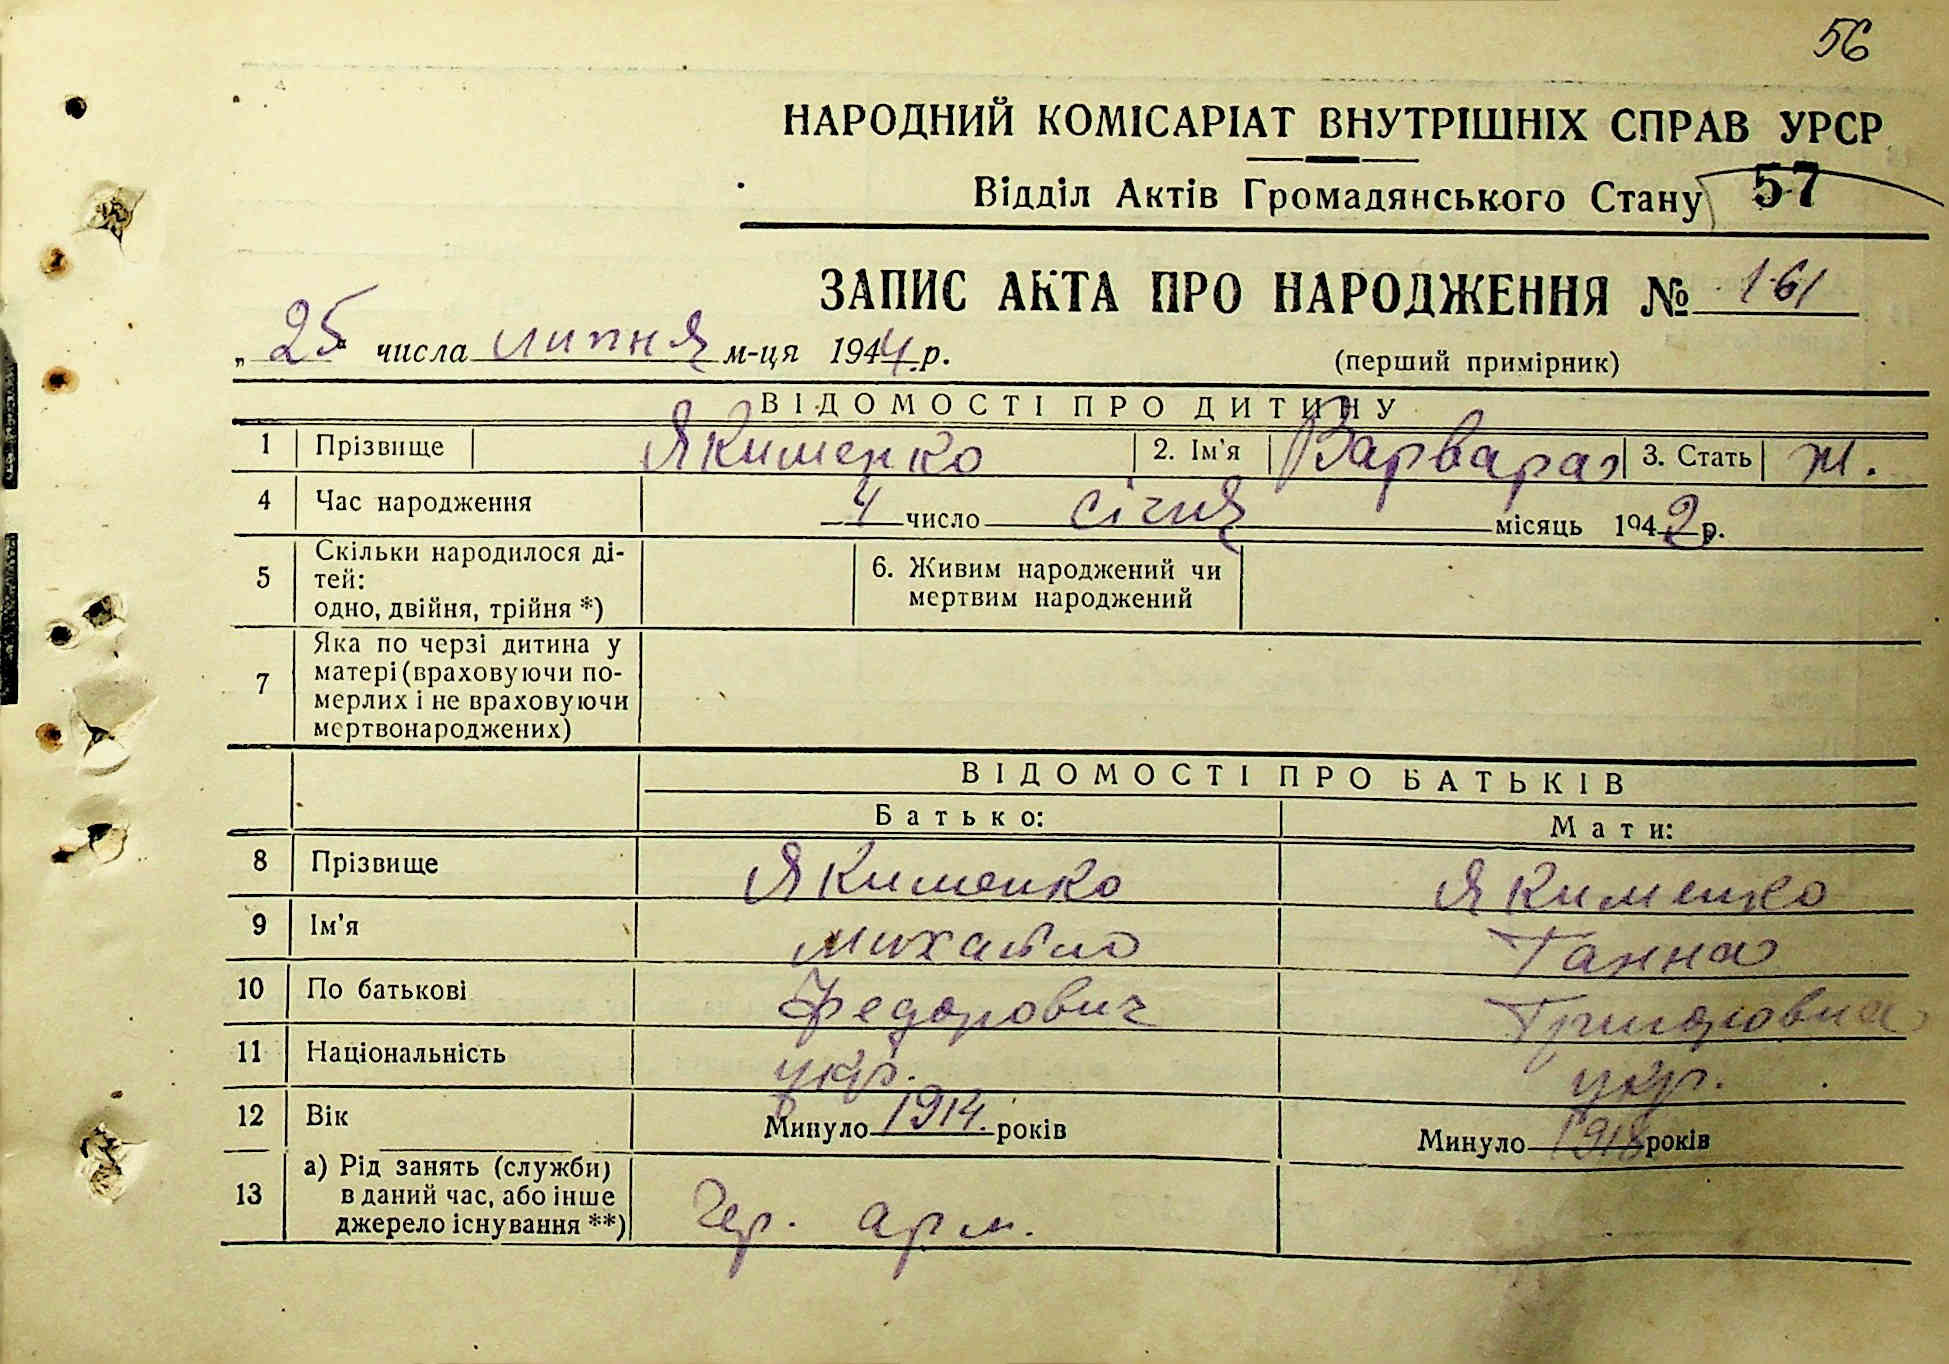 56
НАРОДНИЙ КОМІСАРІАТ ВНУТРІШНІХ СПРАВ УРСР
Відділ Актів Громадянського Стану 57
ЗАПИС АКТА ПРО НАРОДЖЕННЯ № 161
„25“ числа липня м-ця 1944 р. (перший примірник)
ВІДОМОСТІ ПРО ДИТИНУ
1 Прізвище Якименко 2. Ім'я Варвара 3. Стать ж.
4 Час народження 4 число січня місяць 1942 р.
5 Скільки народилося ді-
тей:
одно, двійня, трійня *)
6. Живим народжений чи
мертвим народжений
7 Яка по черзі дитина у
матері (враховуючи по-
мерлих і не враховуючи
мертвонароджених)
ВІДОМОСТІ ПРО БАТЬКІВ
Батько: Мати:
8 Прізвище Якименко Якименко
9 Ім'я Михайло Ганна
10 По батькові Федорович Григоровна
11 Національність укр. укр.
12 Вік Минуло 1914. років Минуло 1918 років
13 а) Рід занять (служби)
в даний час, або інше
джерело існування **)
Чер. арм.